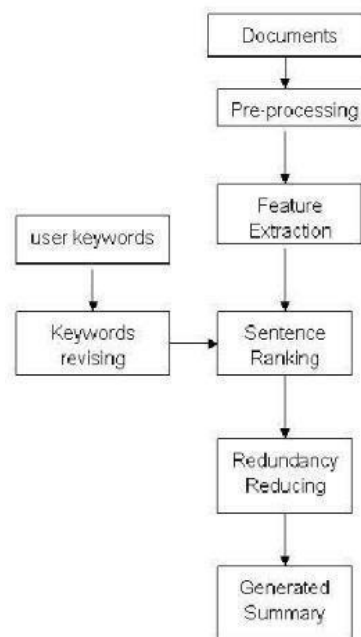 Documents
Pre-processing
Feature
Extraction
user keywords
Keywords
revising
Sentence
Ranking
Redundancy
Reducing
Generated
Summary